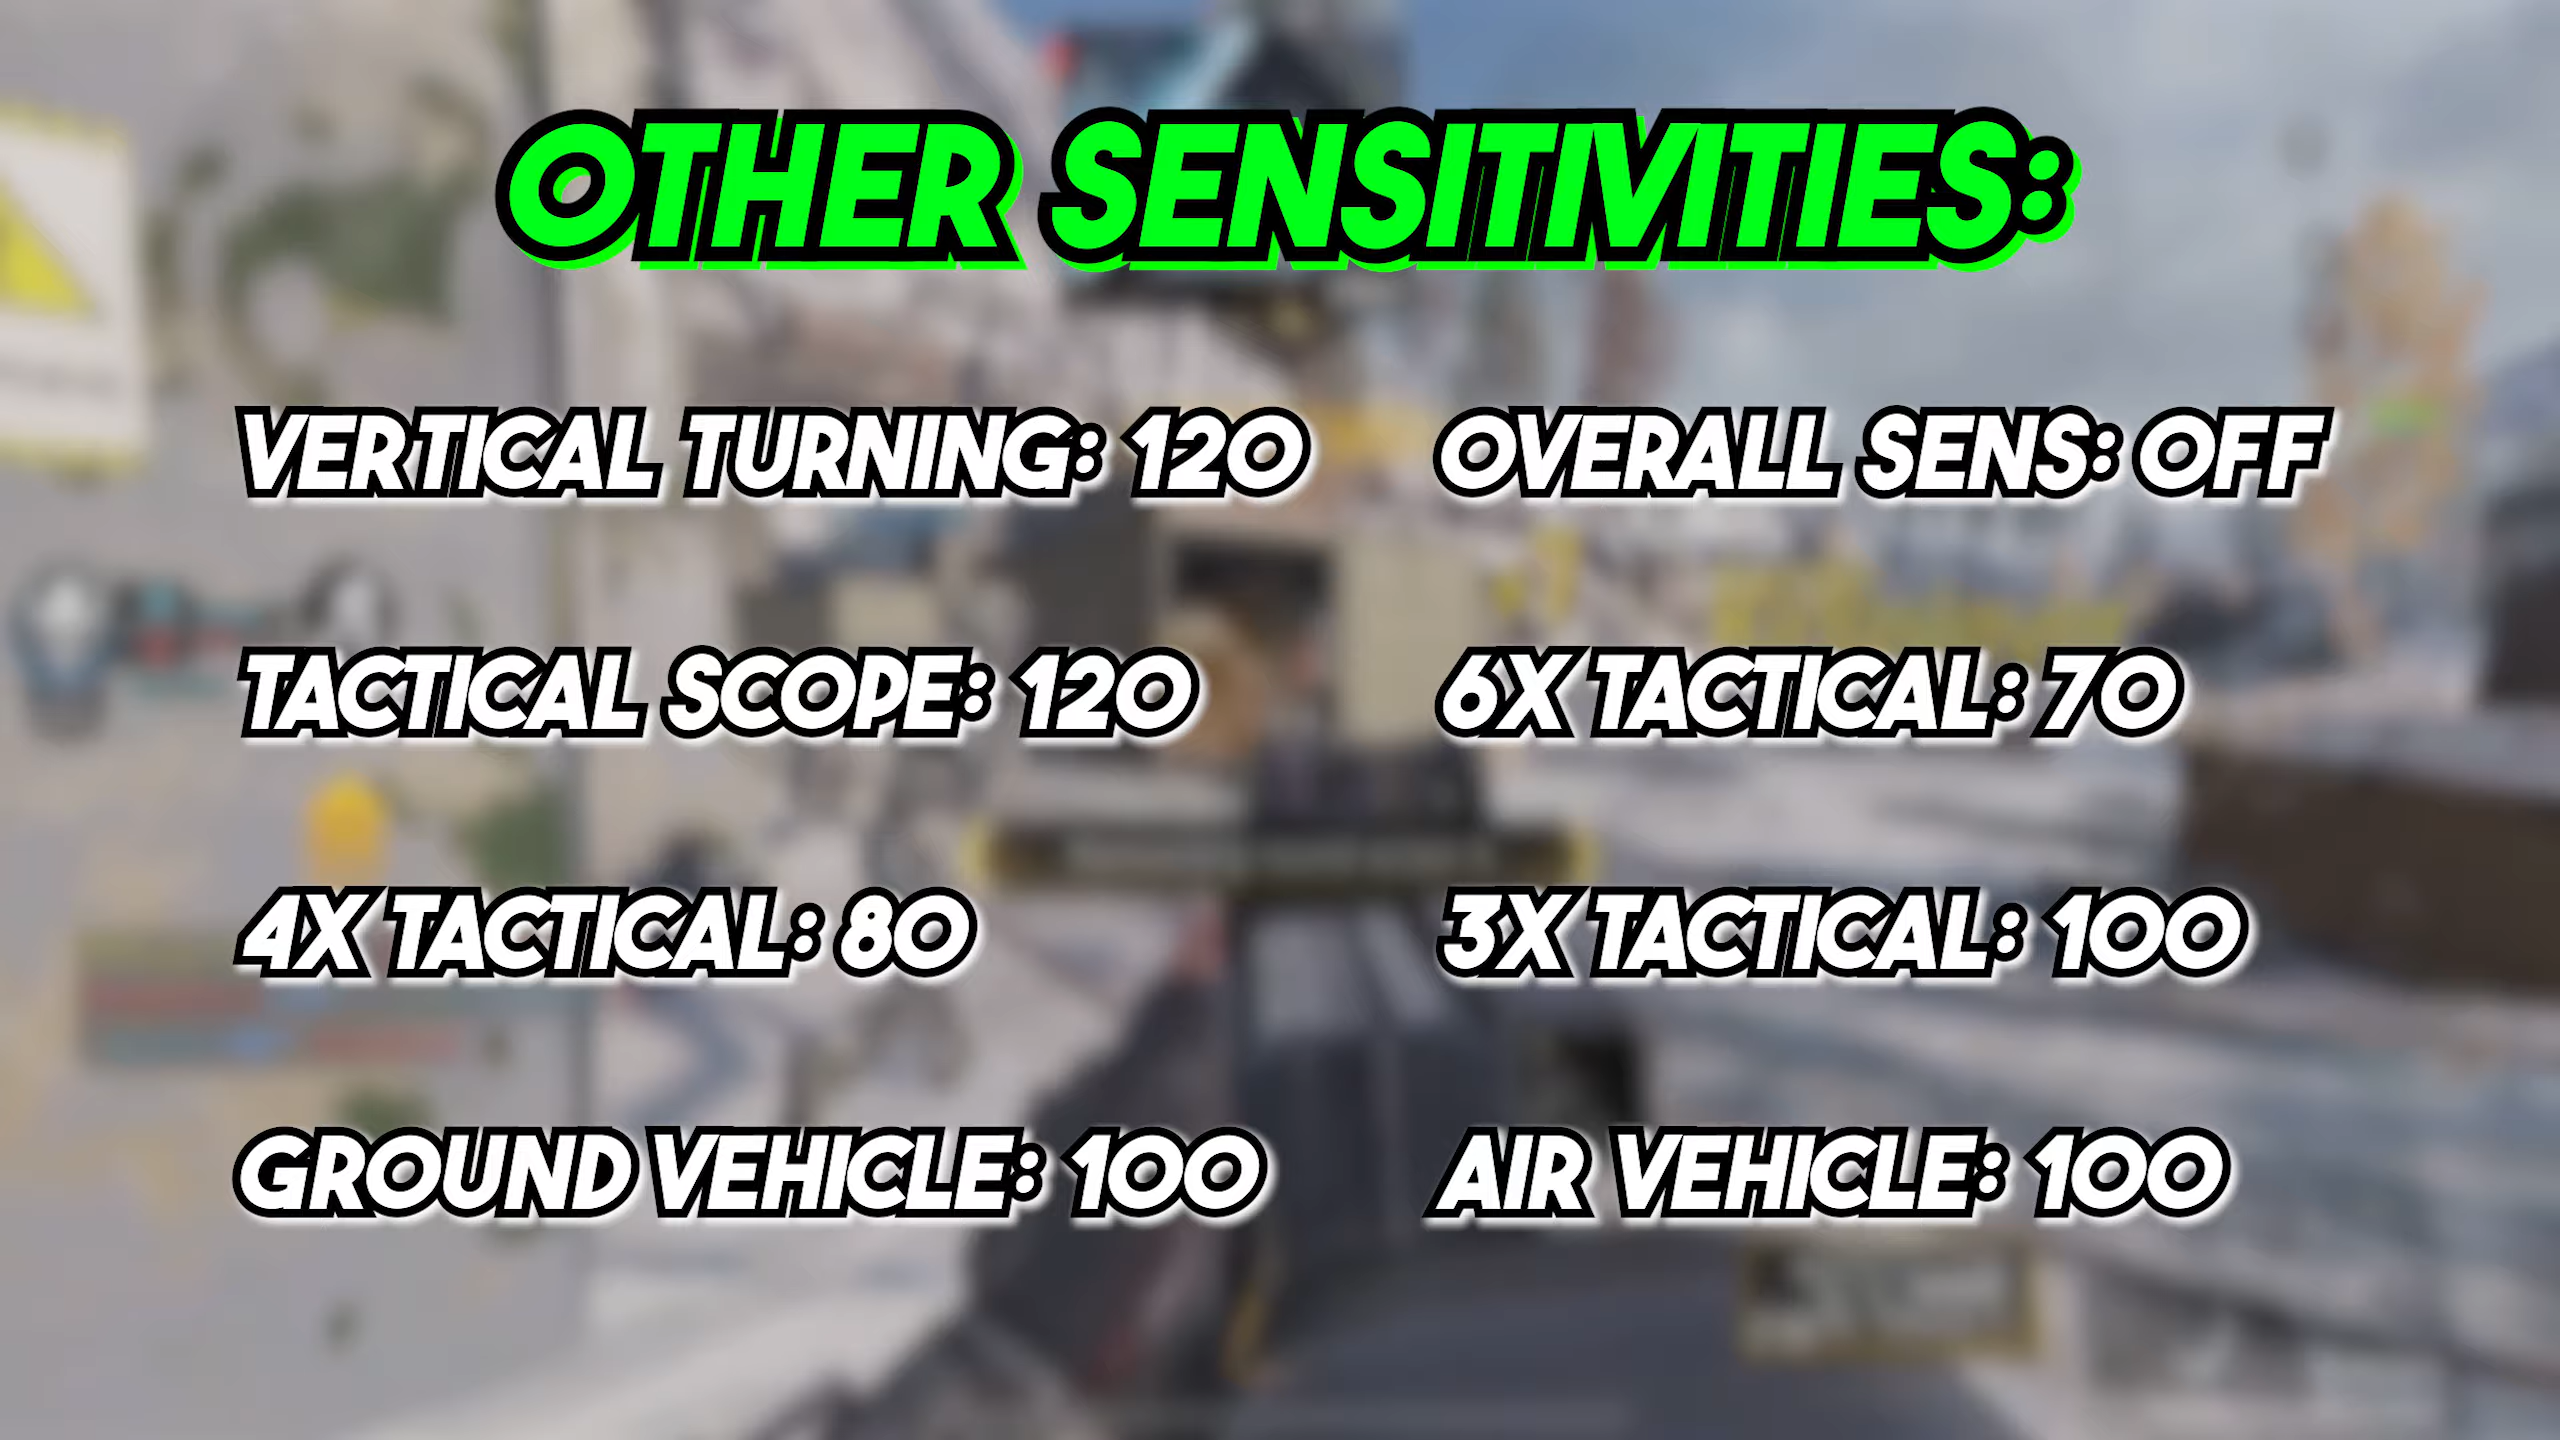 OTHER SENSITIVITIES:
VERTICAL TURNING: 120
OVERALL SENS: OFF
TACTICAL SCOPE: 120
6X TACTICAL: 70
4X TACTICAL: 80
3X TACTICAL: 100
GROUND VEHICLE: 100
AIR VEHICLE: 100